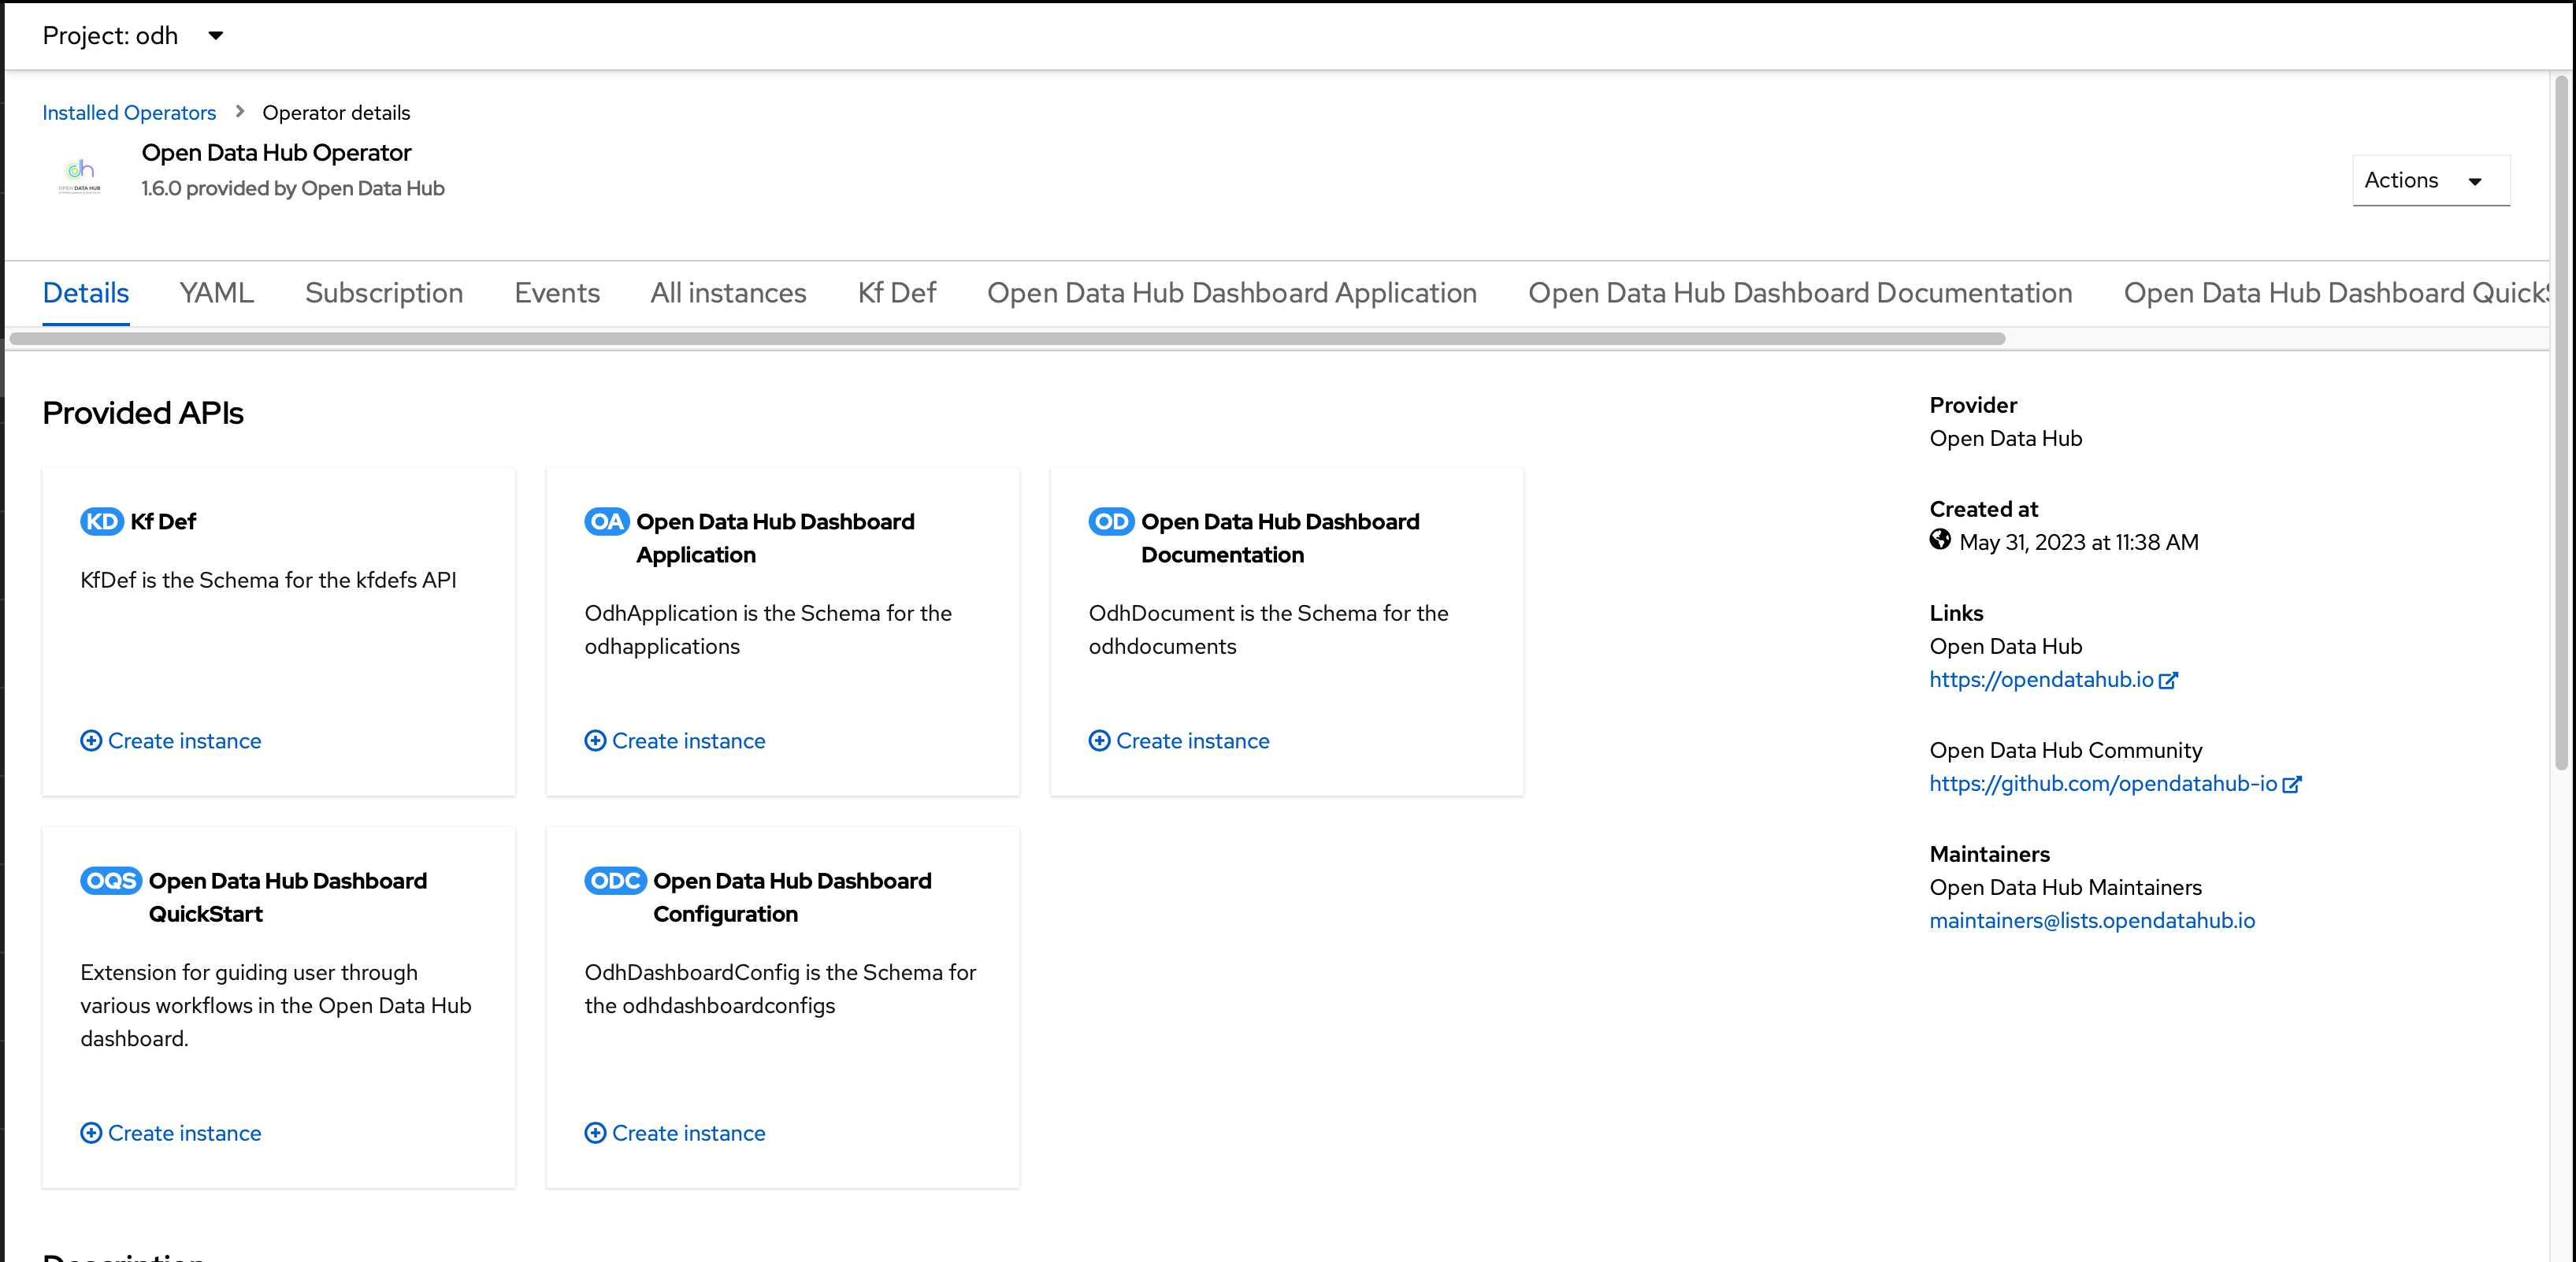 Project: odh
Installed Operators > Operator details
Open Data Hub Operator
1.6.0 provided by Open Data Hub
dh
OPEN DATA HUB
Actions
Details YAML Subscription Events All instances Kf Def Open Data Hub Dashboard Application Open Data Hub Dashboard Documentation Open Data Hub Dashboard Quick
Provided APIs
KD Kf Def
KfDef is the Schema for the kfdefs API
Create instance
OA Open Data Hub Dashboard
Application
OdhApplication is the Schema for the
odhapplications
Create instance
OD Open Data Hub Dashboard
Documentation
OdhDocument is the Schema for the
odhdocuments
Create instance
OQS Open Data Hub Dashboard
QuickStart
Extension for guiding user through
various workflows in the Open Data Hub
dashboard.
Create instance
ODC Open Data Hub Dashboard
Configuration
OdhDashboardConfig is the Schema for
the odhdashboardconfigs
Create instance
Provider
Open Data Hub
Created at
May 31, 2023 at 11:38 AM
Links
Open Data Hub
https://opendatahub.io
Open Data Hub Community
https://github.com/opendatahub-io
Maintainers
Open Data Hub Maintainers
maintainers@lists.opendatahub.io
Description